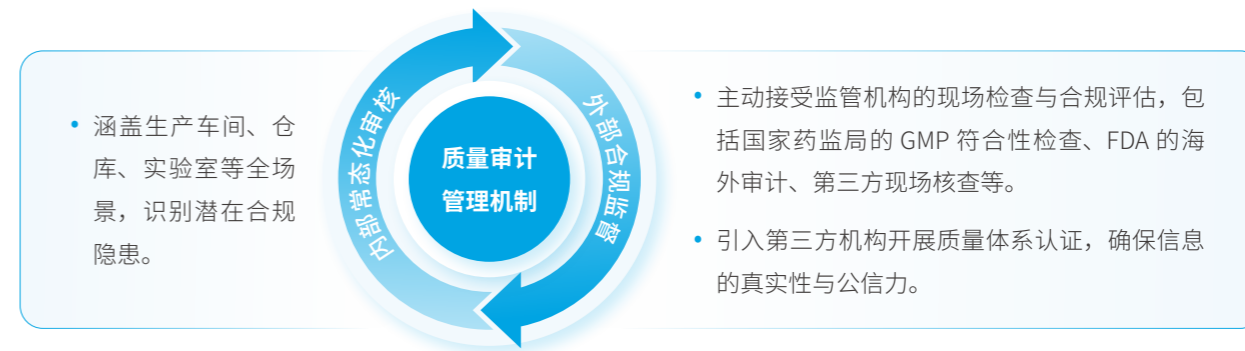 涵盖生产车间、仓
库、实验室等全场
景，识别潜在合规
隐患。
内部常态化审核
质量审计
管理机制
外部合规监督
主动接受监管机构的现场检查与合规评估，包
括国家药监局的 GMP 符合性检查、FDA 的海
外审计、第三方现场核查等。
引入第三方机构开展质量体系认证，确保信息
的真实性与公信力。